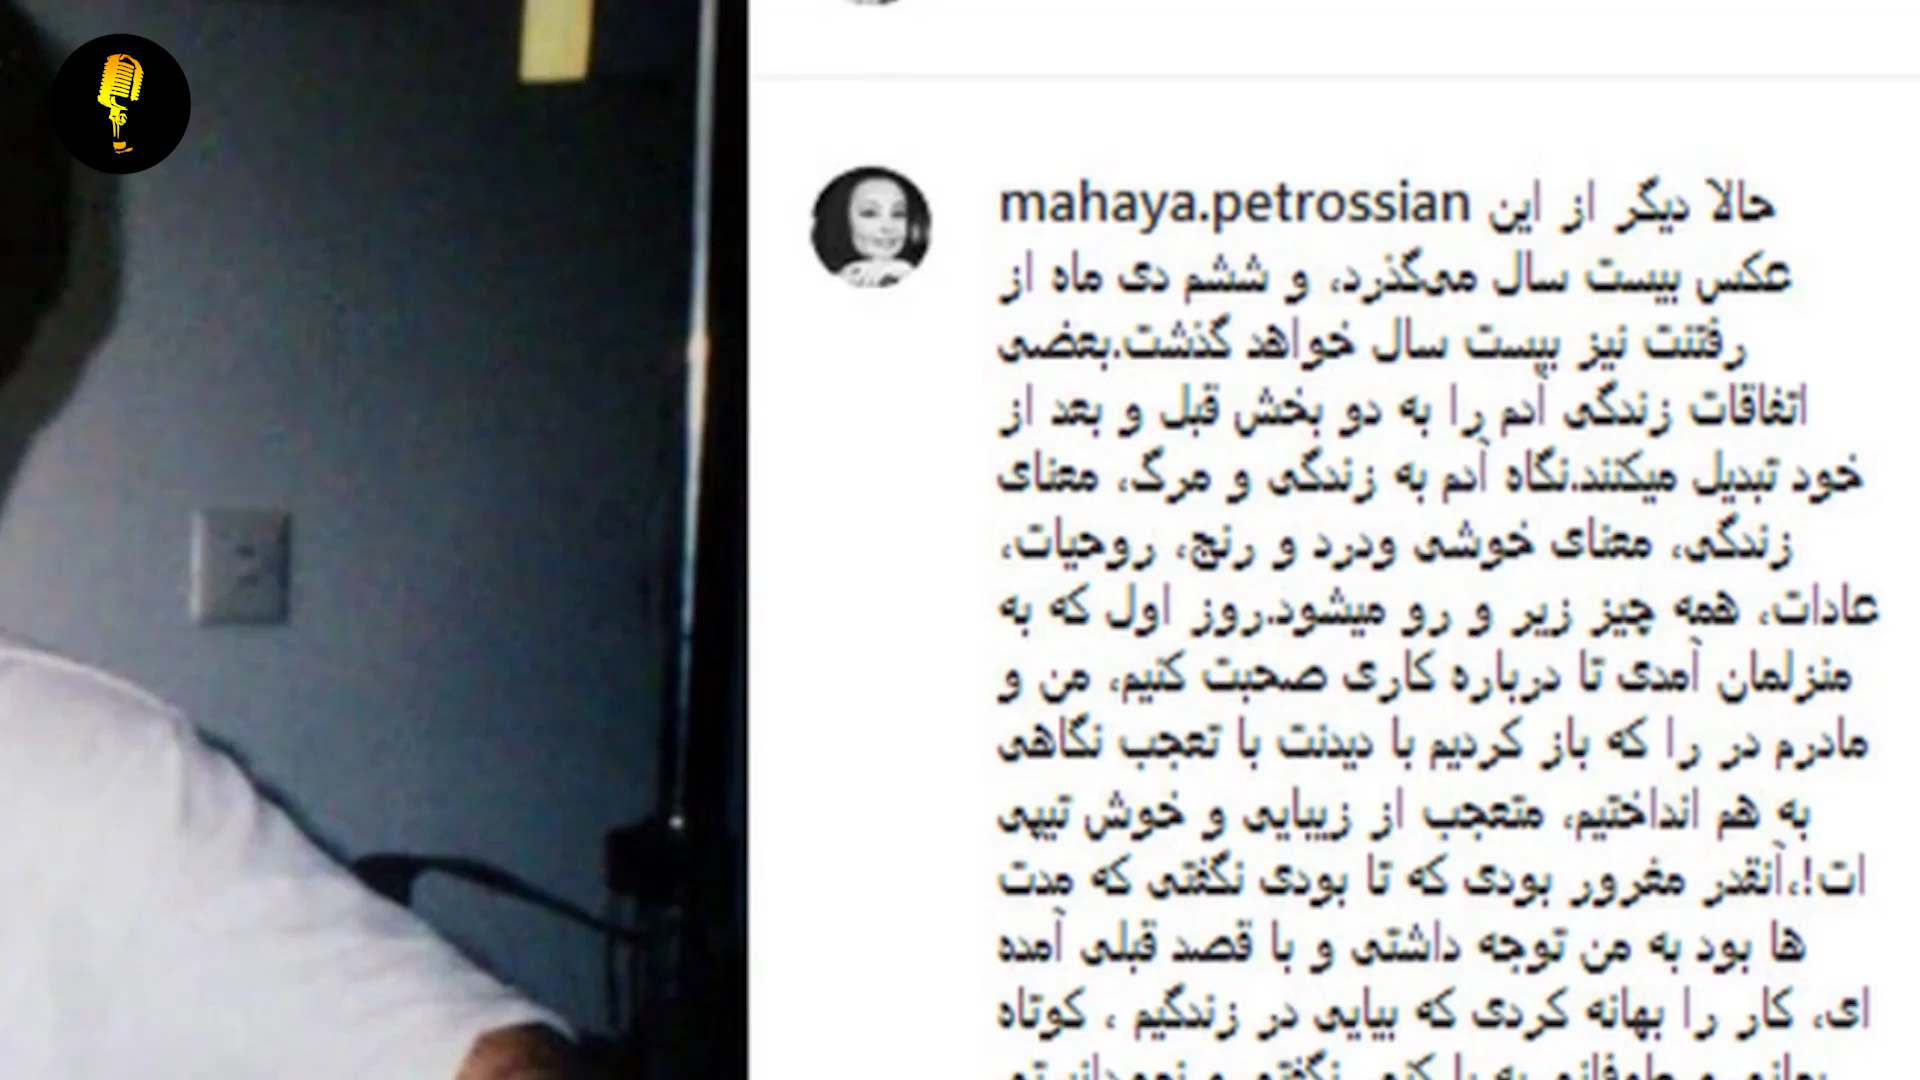 mahaya.petrossian حالا دیگر از این
عکس بیست سال می‌گذرد، و ششم دی ماه از
رفتنت نیز بیست سال خواهد گذشت.بعضی
اتفاقات زندگی آدم را به دو بخش قبل و بعد از
خود تبدیل میکنند.نگاه آدم به زندگی و مرگ، معنای
زندگی، معنای خوشی ودرد و رنج، روحیات،
عادات، همه چیز زیر و رو میشود.روز اول که به
منزلمان آمدی تا درباره کاری صحبت کنیم، من و
مادرم در را که باز کردیم با دیدنت با تعجب نگاهی
به هم انداختیم، متعجب از زیبایی و خوش تیپی
ات!،آنقدر مغرور بودی که تا بودی نگفتی که مدت
ها بود به من توجه داشتی و با قصد قبلی آمده
ای، کار را بهانه کردی که بیایی در زندگیم ، کوتاه